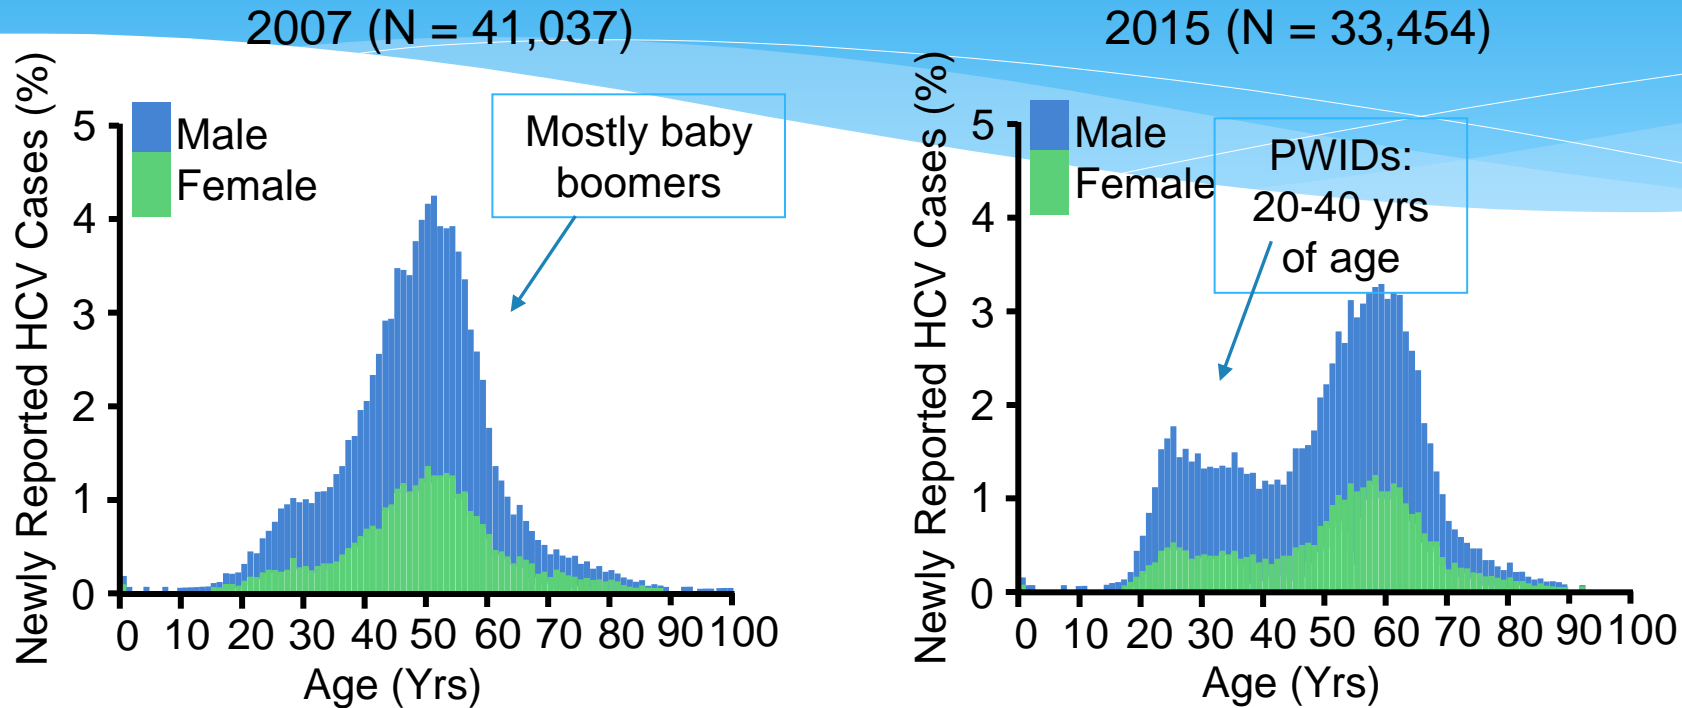 2007 (N = 41,037)
Newly Reported HCV Cases (%)
5
4
3
2
1
0
Male
Female
Mostly baby
boomers
0 10 20 30 40 50 60 70 80 90 100
Age (Yrs)
2015 (N = 33,454)
Newly Reported HCV Cases (%)
5
4
3
2
1
0
Male
Female
PWIDs:
20-40 yrs
of age
0 10 20 30 40 50 60 70 80 90 100
Age (Yrs)